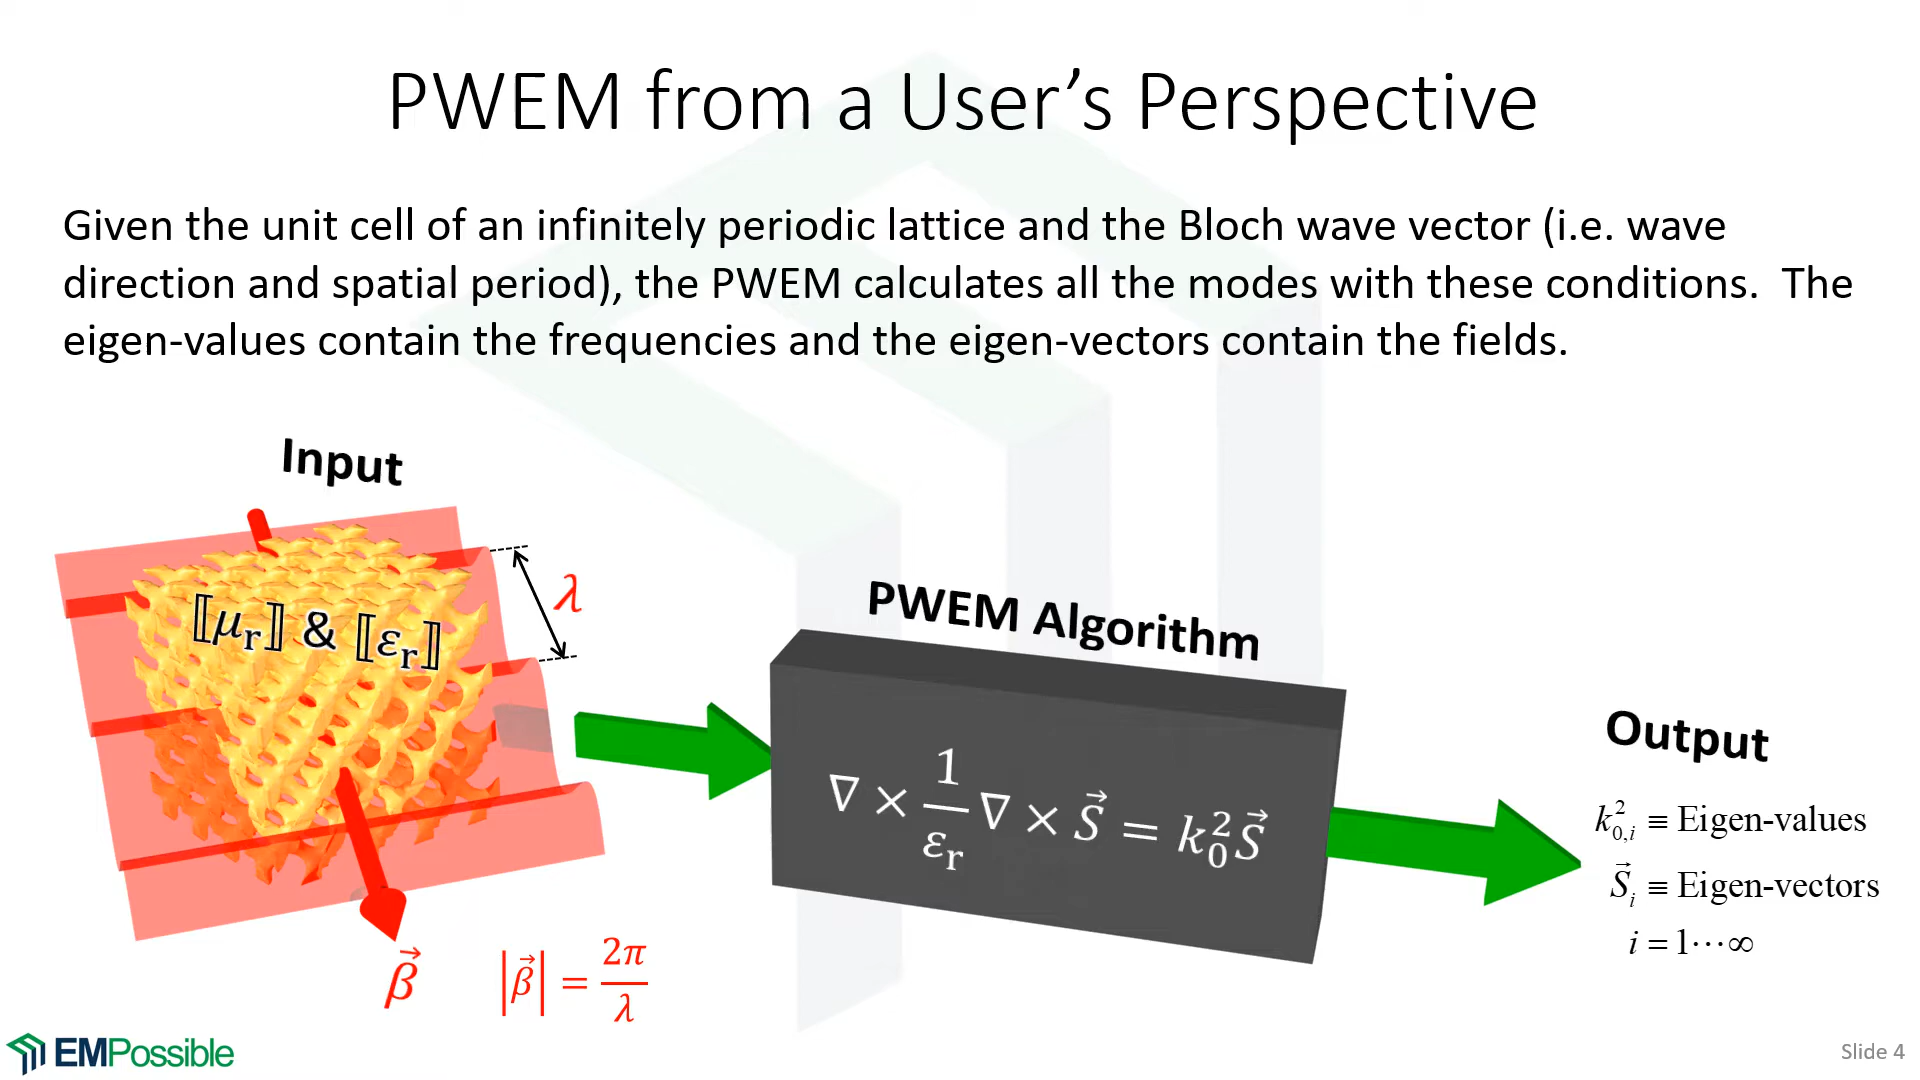 PWEM from a User’s Perspective
Given the unit cell of an infinitely periodic lattice and the Bloch wave vector (i.e. wave
direction and spatial period), the PWEM calculates all the modes with these conditions.  The
eigen-values contain the frequencies and the eigen-vectors contain the fields.
Input
⟦μr⟧ & ⟦εr⟧
λ
β⃗
|β⃗| = 2π/λ
PWEM Algorithm
∇ × 1/εr ∇ × S⃗ = k₀² S⃗
Output
k²₀,ᵢ ≡ Eigen-values
S⃗ᵢ ≡ Eigen-vectors
i = 1⋯∞
EMPossible
Slide 4